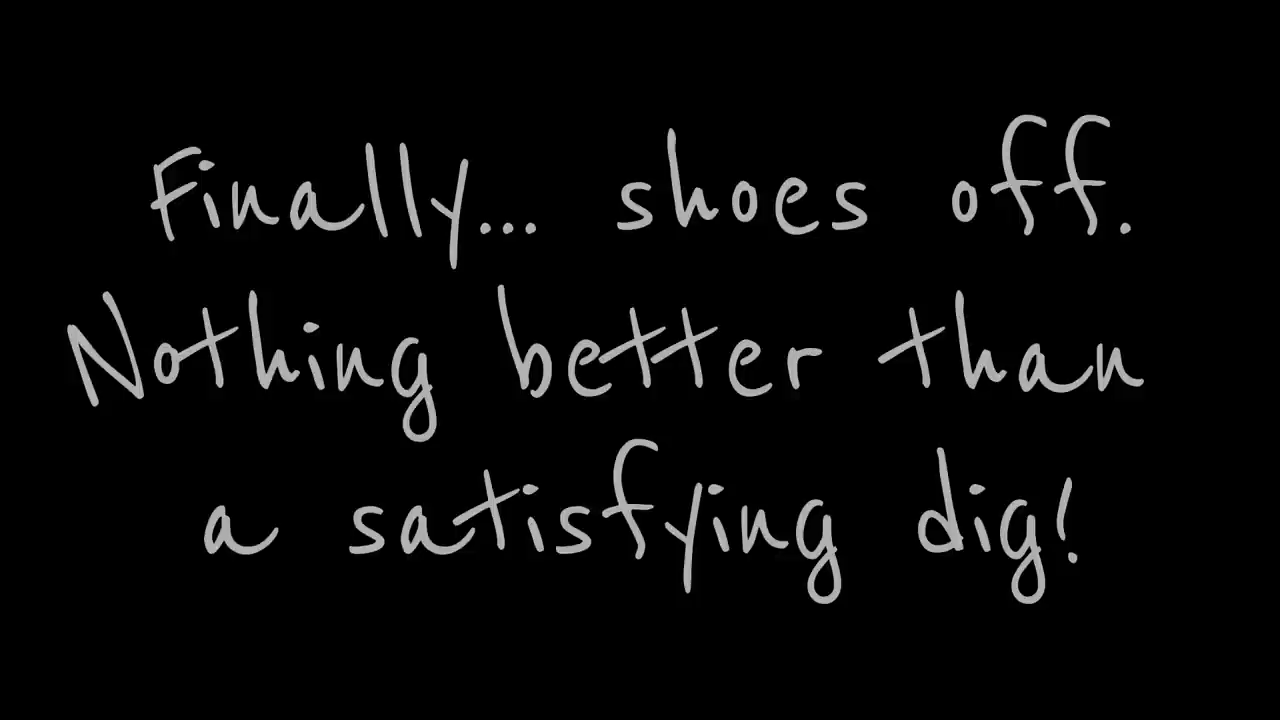 Finally... shoes off.
Nothing better than
a satisfying dig!